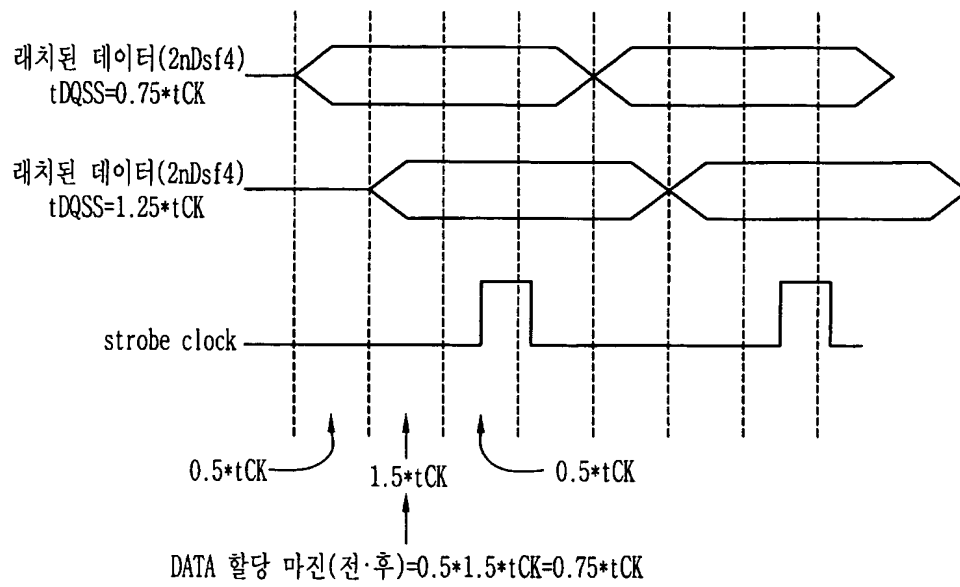 래치된 데이터(2nDsf4)
tDQSS=0.75*tCK
래치된 데이터(2nDsf4)
tDQSS=1.25*tCK
strobe clock
0.5*tCK
1.5*tCK
0.5*tCK
DATA 할당 마진(전·후)=0.5*1.5*tCK=0.75*tCK